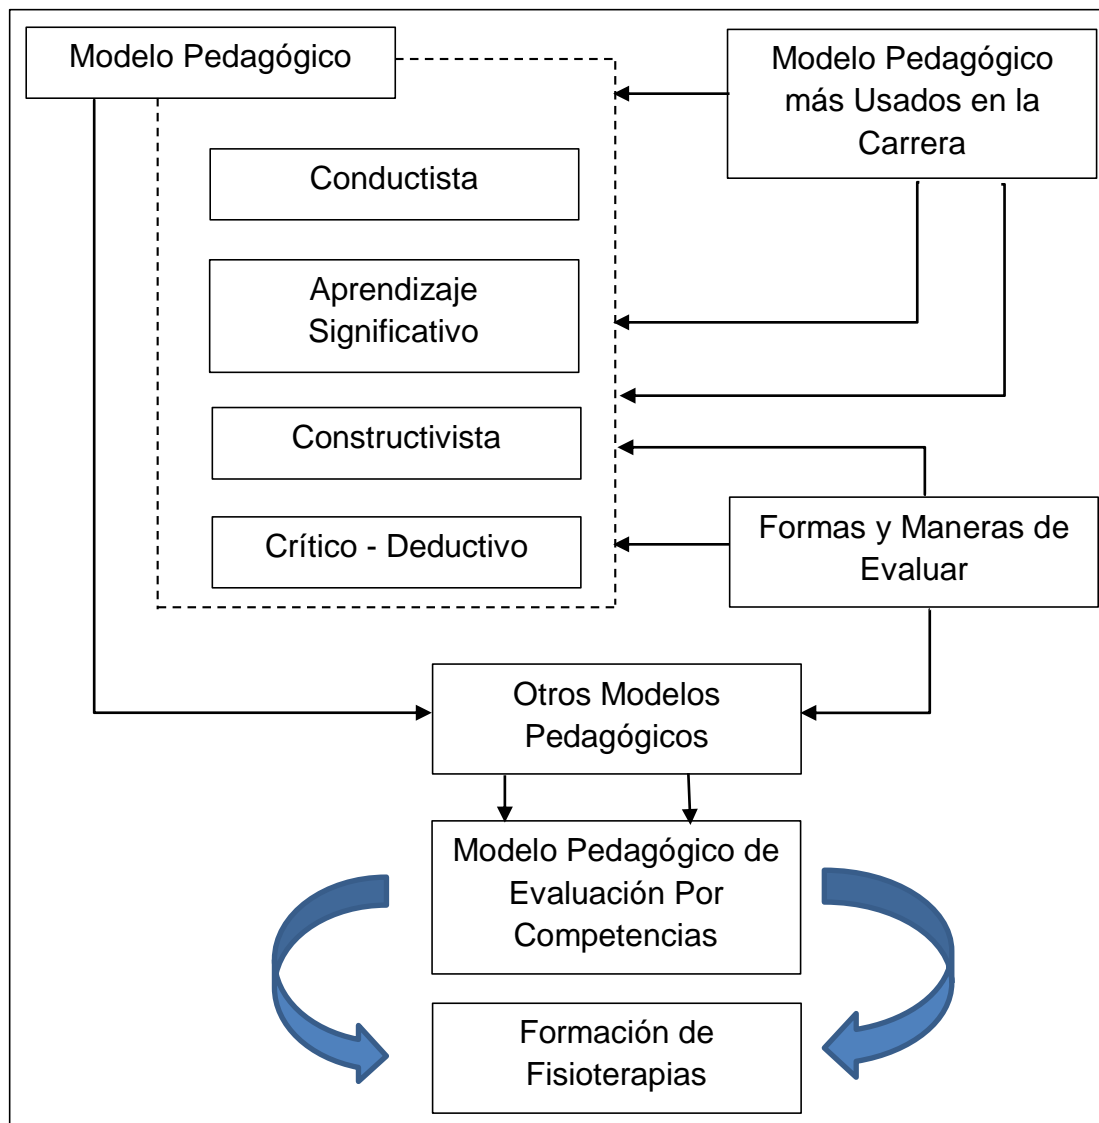 Modelo Pedagógico
Modelo Pedagógico
más Usados en la
Carrera
Conductista
Aprendizaje
Significativo
Constructivista
Crítico - Deductivo
Formas y Maneras de
Evaluar
Otros Modelos
Pedagógicos
Modelo Pedagógico de
Evaluación Por
Competencias
Formación de
Fisioterapias